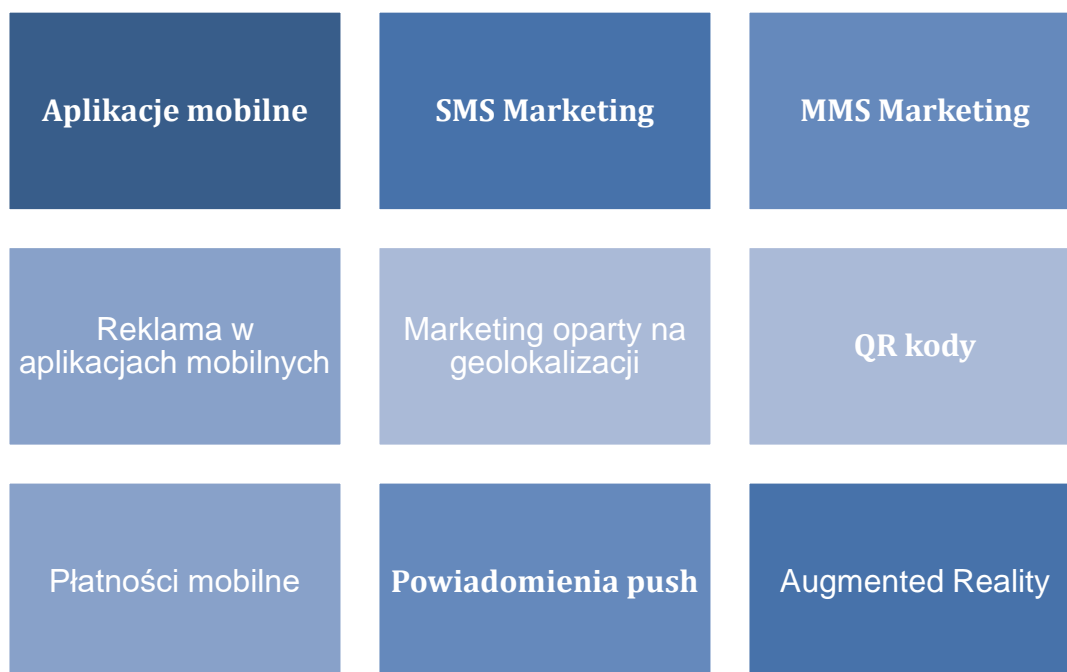 Aplikacje mobilne
SMS Marketing
MMS Marketing
Reklama w
aplikacjach mobilnych
Marketing oparty na
geolokalizacji
QR kody
Płatności mobilne
Powiadomienia push
Augmented Reality